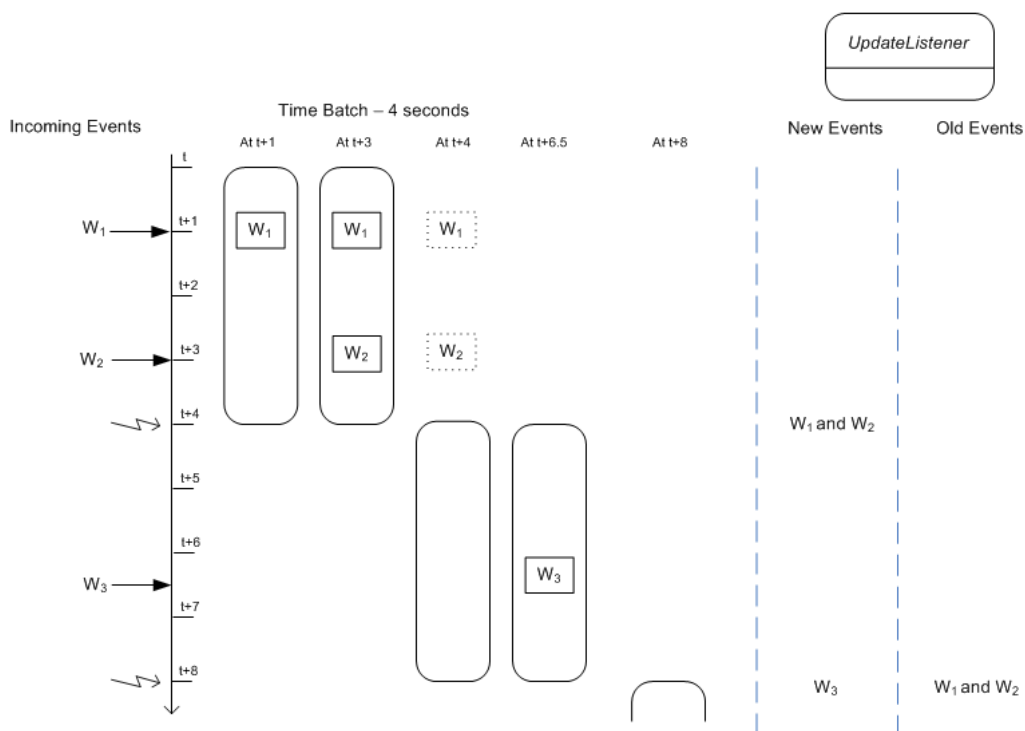 UpdateListener
Time Batch – 4 seconds
Incoming Events
New Events
Old Events
At t+1
At t+3
At t+4
At t+6.5
At t+8
t
W₁
t+1
W₁
W₁
W₁
t+2
W₂
t+3
W₂
W₂
t+4
W₁ and W₂
t+5
t+6
W₃
W₃
t+7
t+8
W₃
W₁ and W₂